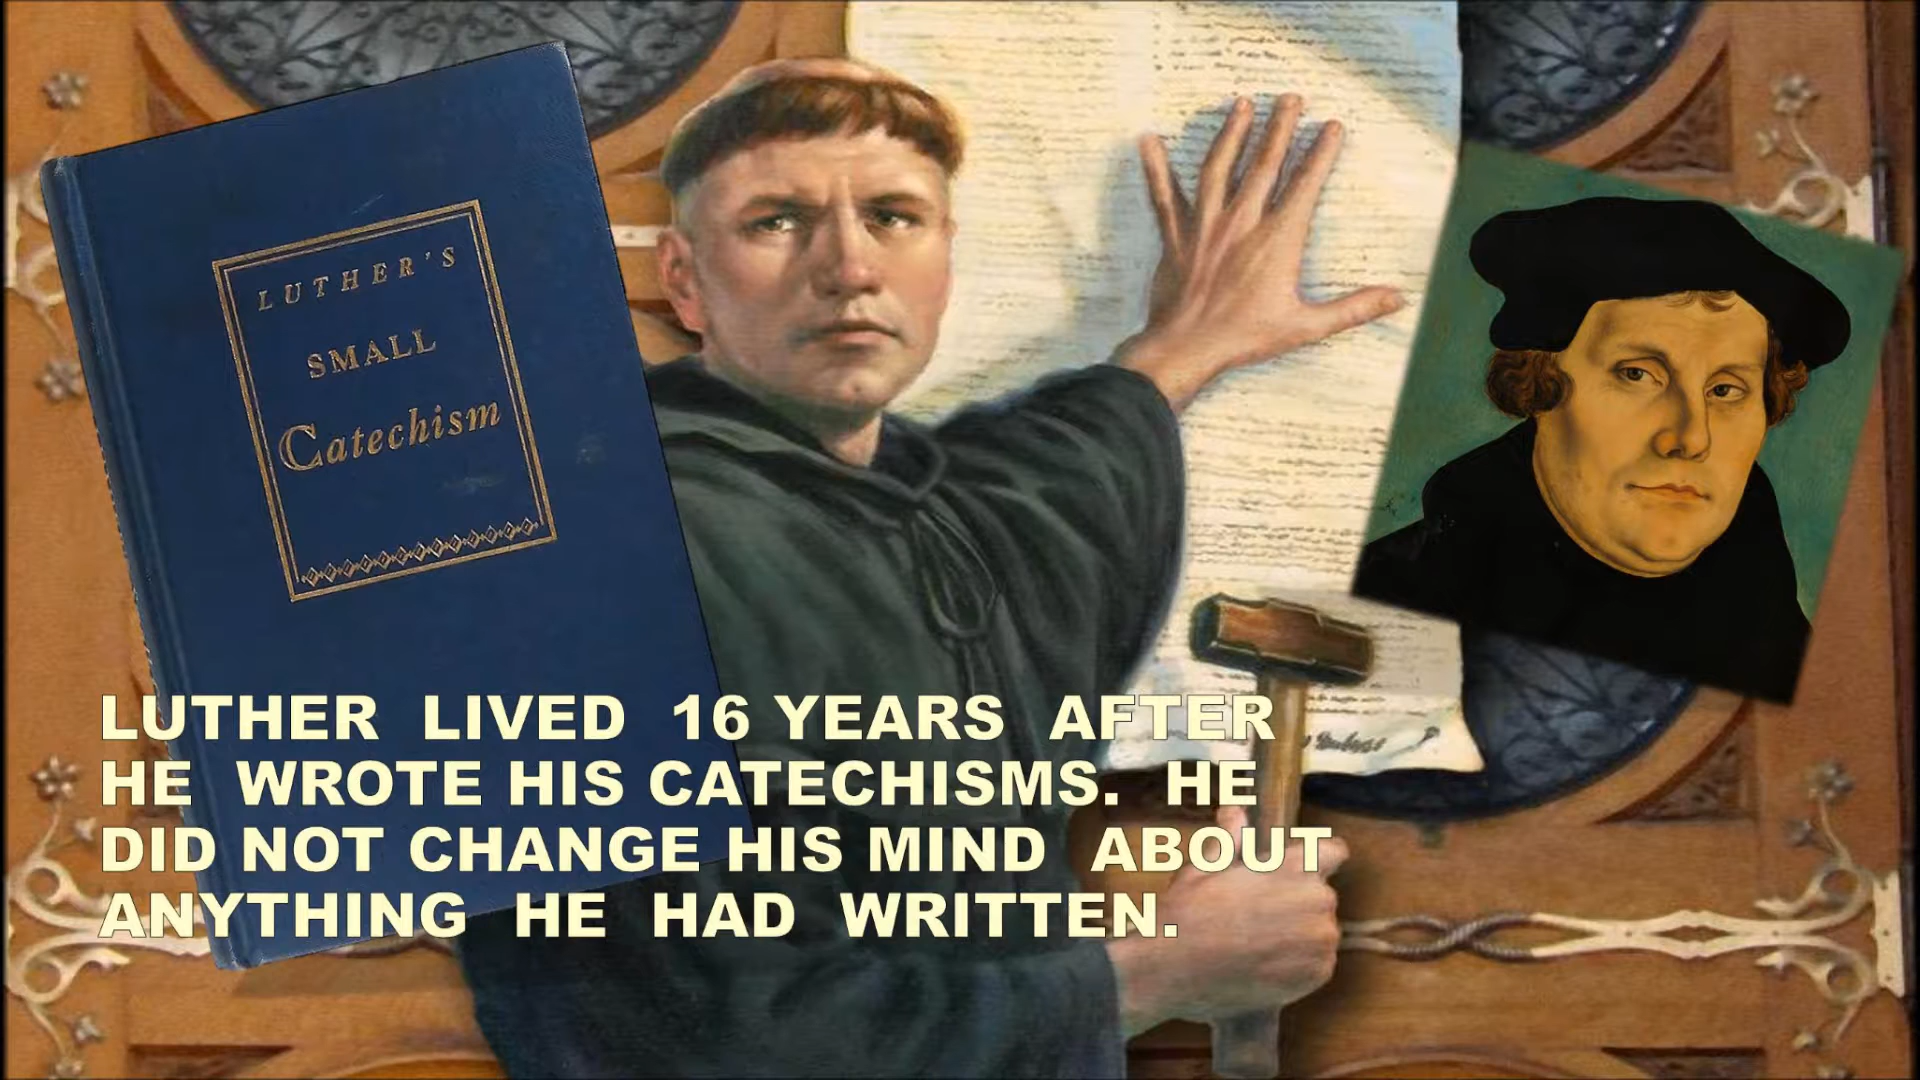 LUTHER'S
SMALL
Catechism
LUTHER LIVED 16 YEARS AFTER
HE WROTE HIS CATECHISMS. HE
DID NOT CHANGE HIS MIND ABOUT
ANYTHING HE HAD WRITTEN.